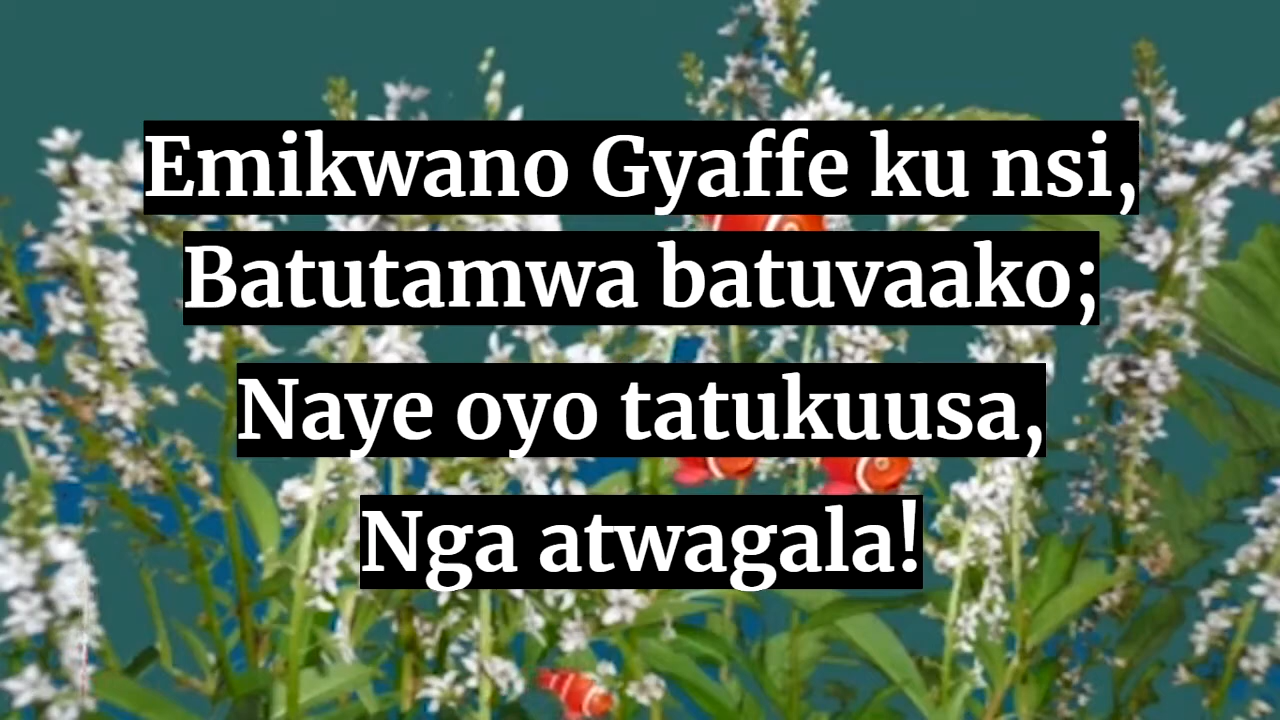 Emikwano Gyaffe ku nsi,
Batutamwa batuvaako;
Naye oyo tatukuusa,
Nga atwagala!